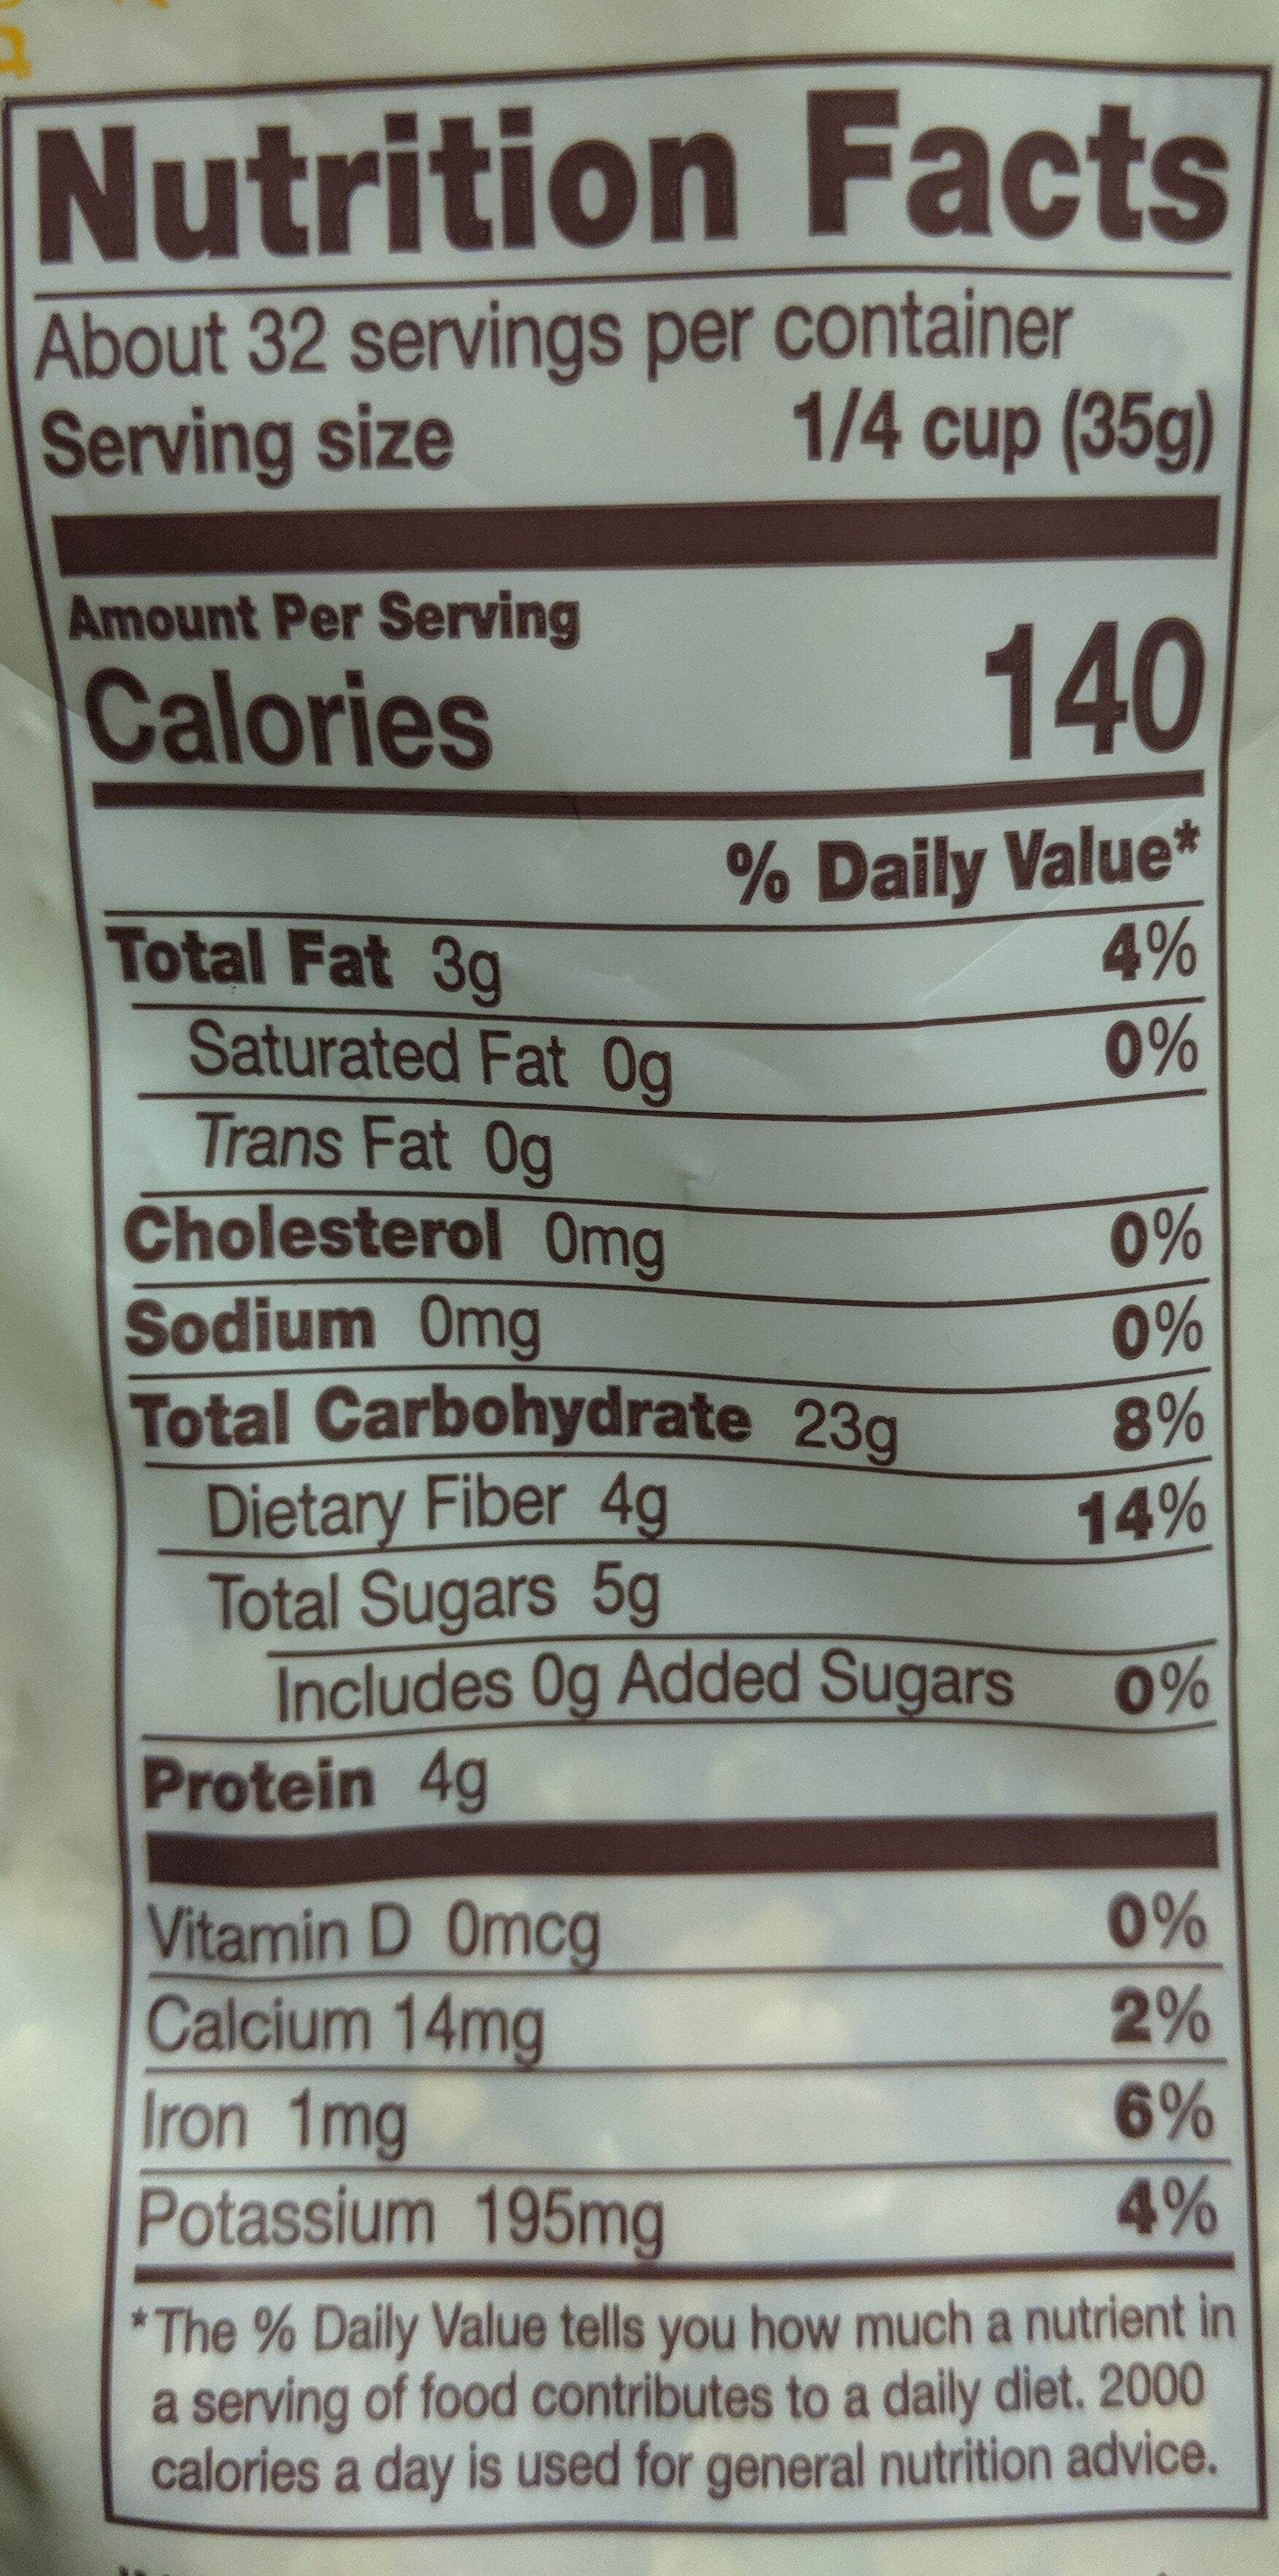 Nutrition Facts
About 32 servings per container
Serving size 1/4 cup (35g)
Amount Per Serving
Calories 140
% Daily Value*
Total Fat 3g 4%
Saturated Fat 0g 0%
Trans Fat 0g
Cholesterol 0mg 0%
Sodium 0mg 0%
Total Carbohydrate 23g 8%
Dietary Fiber 4g 14%
Total Sugars 5g
Includes 0g Added Sugars 0%
Protein 4g
Vitamin D 0mcg 0%
Calcium 14mg 2%
Iron 1mg 6%
Potassium 195mg 4%
*The % Daily Value tells you how much a nutrient in
a serving of food contributes to a daily diet. 2000
calories a day is used for general nutrition advice.